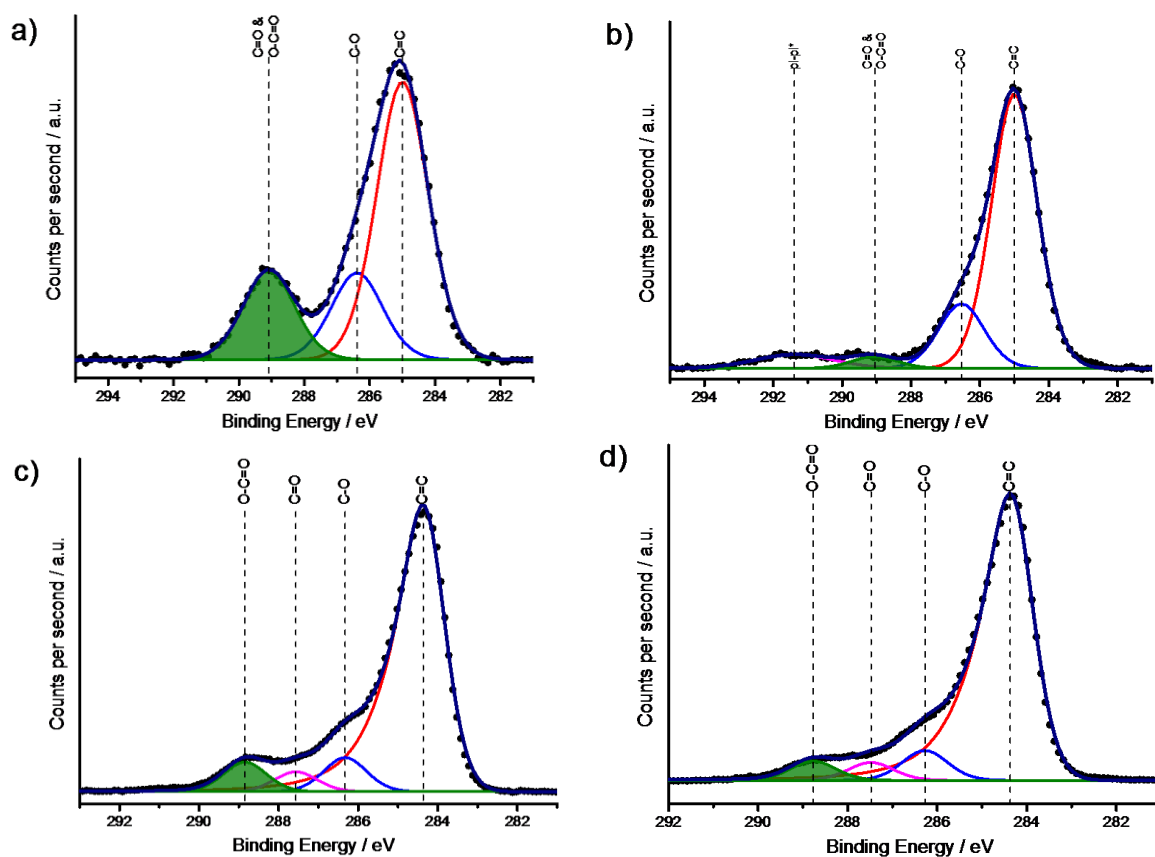 a)
C=O &
O-C=O
C-O
C=C
Counts per second / a.u.
294 292 290 288 286 284 282
Binding Energy / eV
b)
pi-pi*
C=O &
O-C=O
C-O
C=C
Counts per second / a.u.
294 292 290 288 286 284 282
Binding Energy / eV
c)
O-C=O
C=O
C-O
C=C
Counts per second / a.u.
292 290 288 286 284 282
Binding Energy / eV
d)
O-C=O
C=O
C-O
C=C
Counts per second / a.u.
292 290 288 286 284 282
Binding Energy / eV